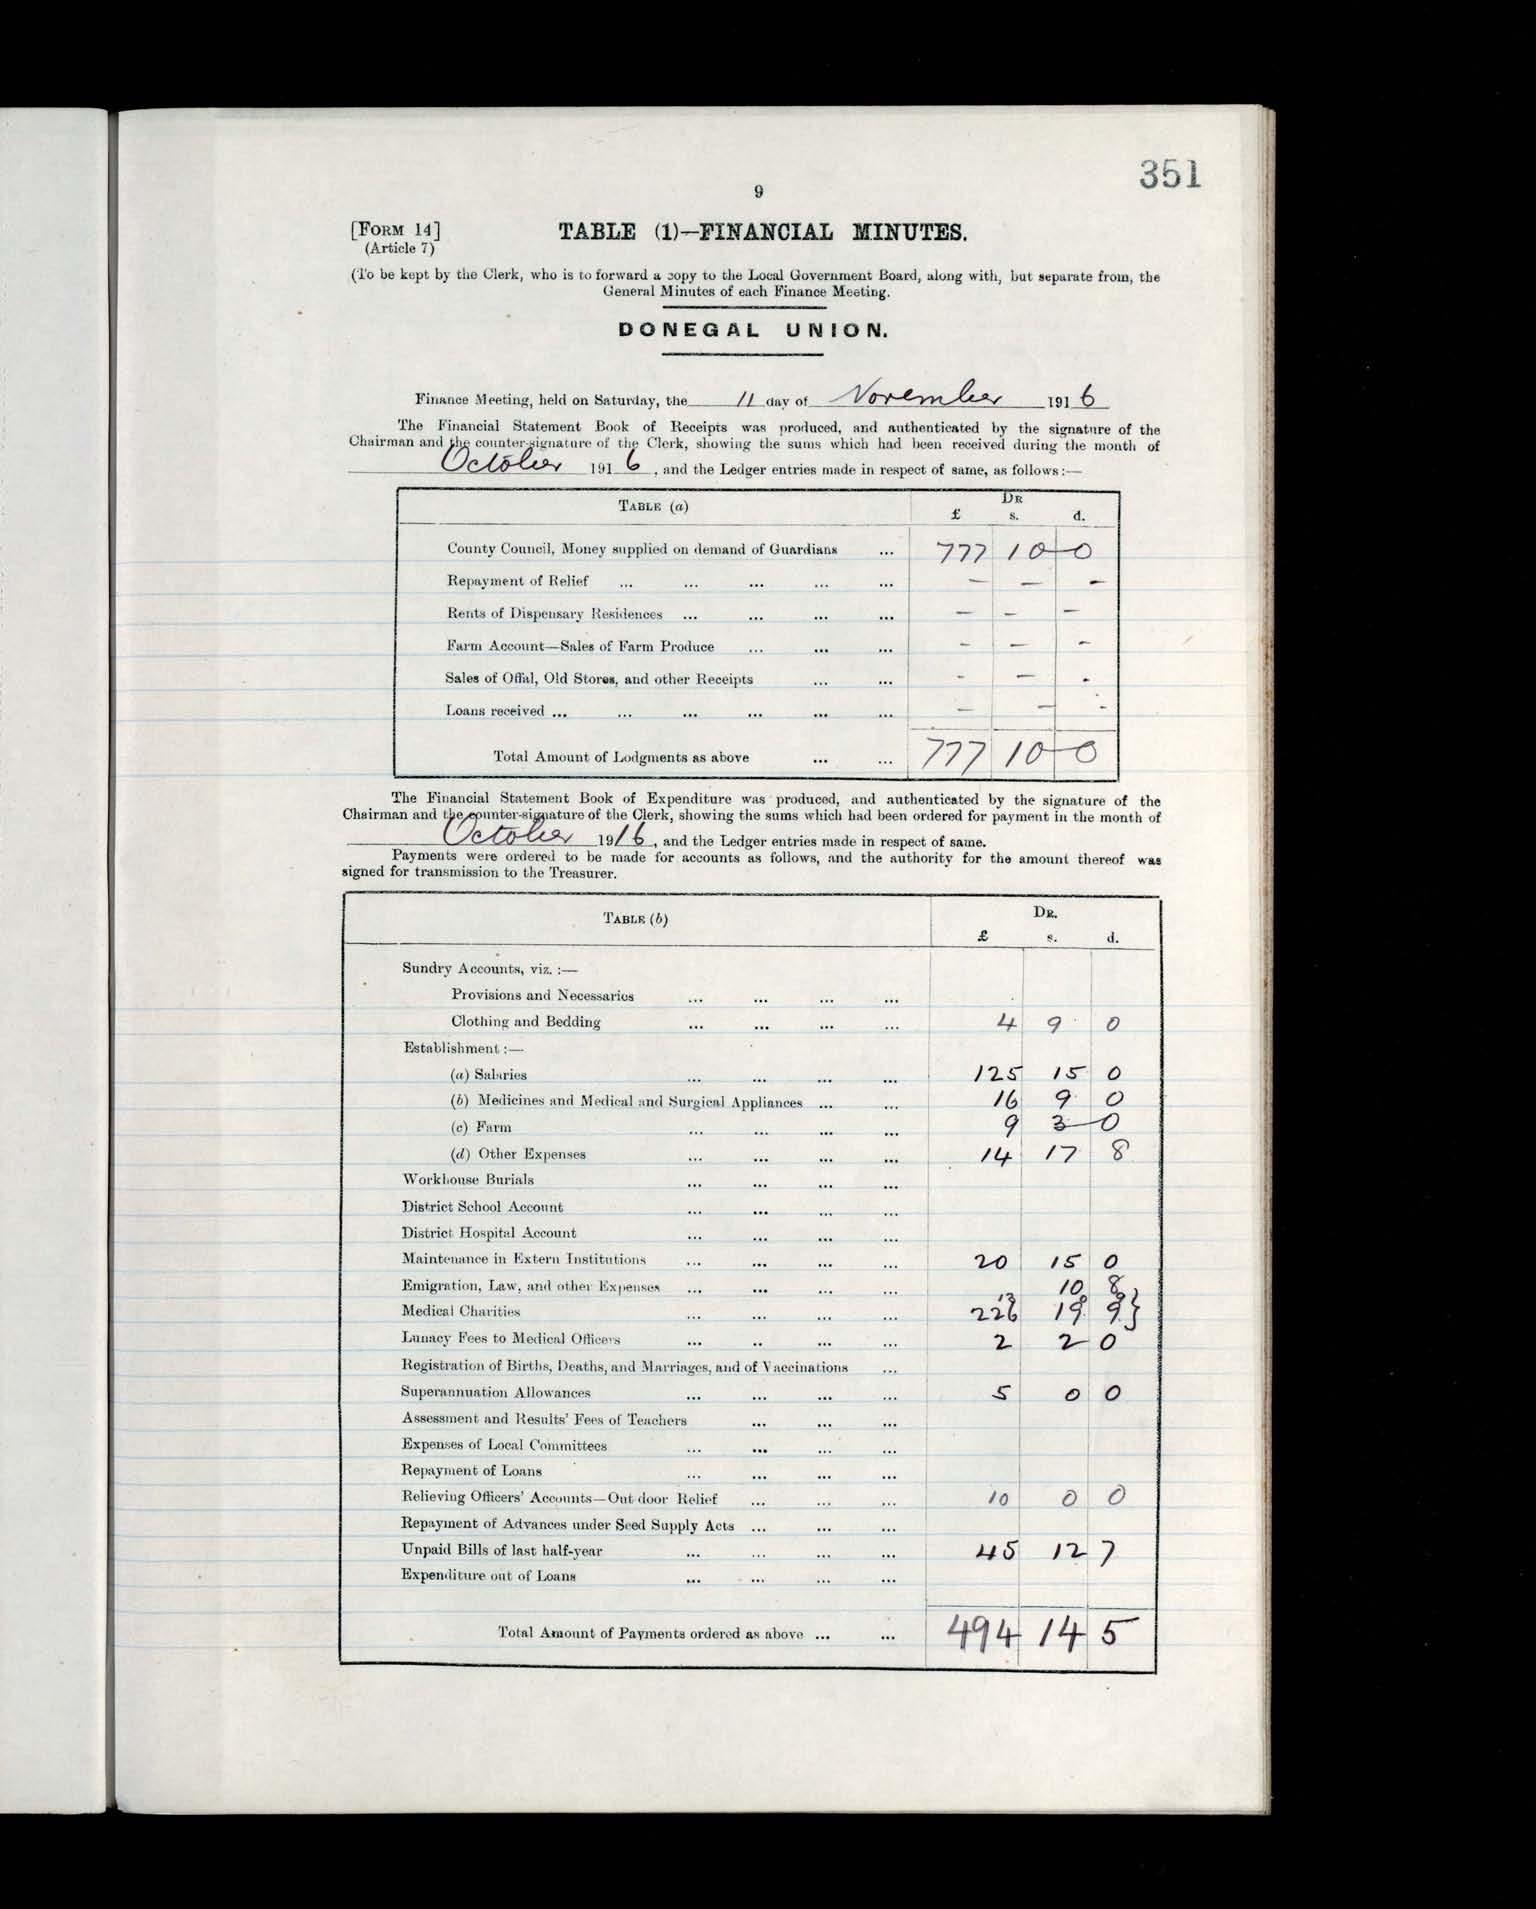 351
9
[FORM 14] TABLE (1)—FINANCIAL MINUTES.
(Article 7)
(To be kept by the Clerk, who is to forward a copy to the Local Government Board, along with, but separate from, the
General Minutes of each Finance Meeting.
DONEGAL UNION.
Finance Meeting, held on Saturday, the 11 day of November 1916
The Financial Statement Book of Receipts was produced, and authenticated by the signature of the
Chairman and the counter-signature of the Clerk, showing the sums which had been received during the month of
October 1916, and the Ledger entries made in respect of same, as follows:—
TABLE (a) DR
£ s. d.
County Council, Money supplied on demand of Guardians ... 777 10 0
Repayment of Relief ... ... ... ... ... — — —
Rents of Dispensary Residences ... ... ... ... — — —
Farm Account—Sales of Farm Produce ... ... ... - — -
Sales of Offal, Old Stores, and other Receipts ... ... - — -
Loans received ... ... ... ... ... ... — — -
Total Amount of Lodgments as above ... ... 777 10 0
The Financial Statement Book of Expenditure was produced, and authenticated by the signature of the
Chairman and the counter-signature of the Clerk, showing the sums which had been ordered for payment in the month of
October 1916, and the Ledger entries made in respect of same.
Payments were ordered to be made for accounts as follows, and the authority for the amount thereof was
signed for transmission to the Treasurer.
TABLE (b) DR.
£ s. d.
Sundry Accounts, viz. :—
Provisions and Necessaries ... ... ... ...
Clothing and Bedding ... ... ... ... 4 9 0
Establishment :—
(a) Salaries ... ... ... ... 125 15 0
(b) Medicines and Medical and Surgical Appliances ... ... 16 9 0
(c) Farm ... ... ... ... 9 3 0
(d) Other Expenses ... ... ... ... 14 17 8
Workhouse Burials ... ... ... ...
District School Account ... ... ... ...
District Hospital Account ... ... ... ...
Maintenance in Extern Institutions ... ... ... ... 20 15 0
Emigration, Law, and other Expenses ... ... ... ... 10 8
13
Medical Charities ... ... ... ... 226 19 9 }
Lunacy Fees to Medical Officers ... .. ... ... 2 2 0
Registration of Births, Deaths, and Marriages, and of Vaccinations ...
Superannuation Allowances ... ... ... ... 5 0 0
Assessment and Results' Fees of Teachers ... ... ...
Expenses of Local Committees ... ... ... ...
Repayment of Loans ... ... ... ...
Relieving Officers' Accounts—Out door Relief ... ... ... 10 0 0
Repayment of Advances under Seed Supply Acts ... ... ...
Unpaid Bills of last half-year ... ... ... ... 45 12 7
Expenditure out of Loans ... ... ... ...
Total Amount of Payments ordered as above ... ... 494 14 5